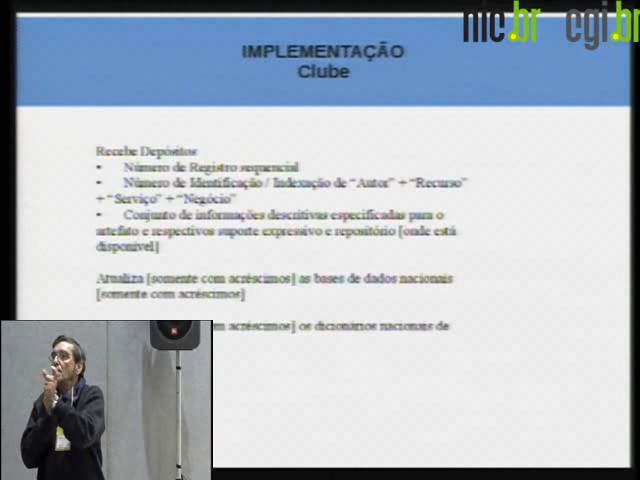 nic.br cgi.br
IMPLEMENTAÇÃO
Clube
Recebe Depósitos
• Número de Registro sequencial
• Número de Identificação / Indexação de “Autor” + “Recurso”
+ “Serviço” + “Negócio”
• Conjunto de informações descritivas especificadas para o
artefato e respectivos suporte expressivo e repositório [onde está
disponível]
Atualiza [somente com acréscimos] as bases de dados nacionais
[somente com acréscimos]
com acréscimos] os dicionários nacionais de